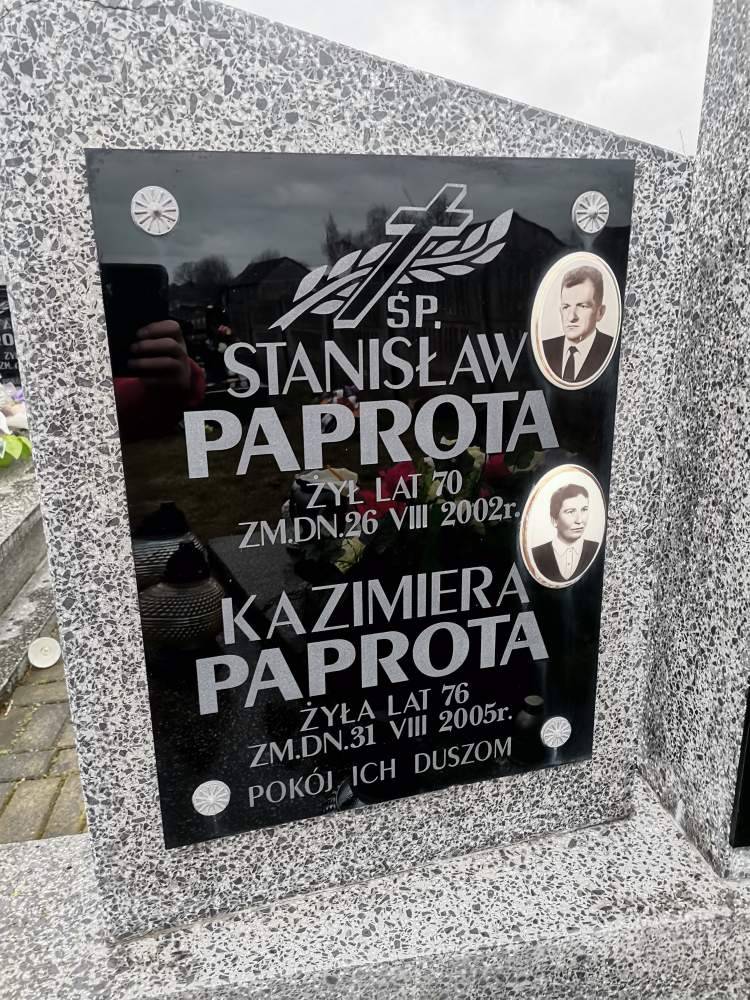 ŚP.
STANISŁAW
PAPROTA
ŻYŁ LAT 70
ZM.DN.26 VIII 2002r.
KAZIMIERA
PAPROTA
ŻYŁA LAT 76
ZM.DN.31 VIII 2005r.
POKÓJ ICH DUSZOM